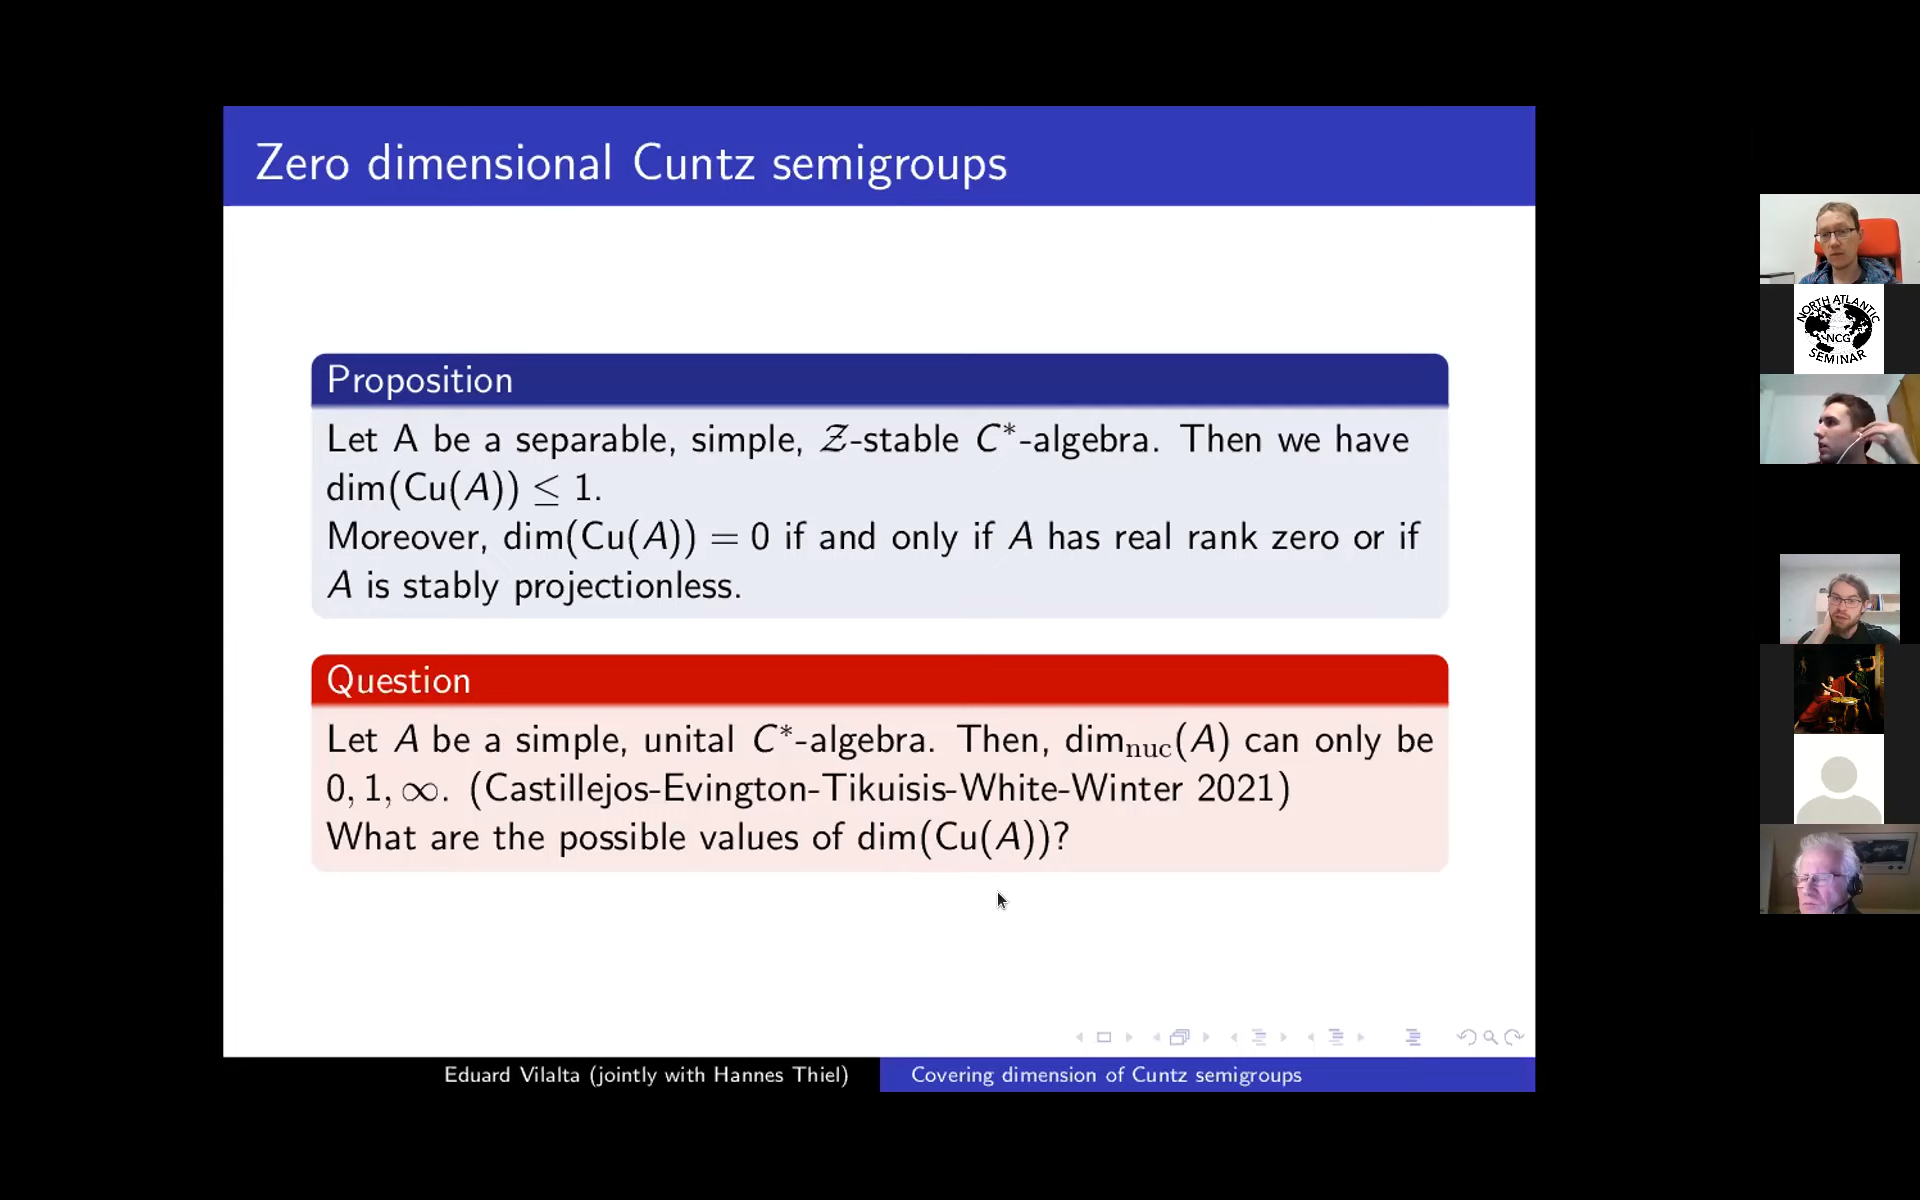 Zero dimensional Cuntz semigroups
Proposition
Let A be a separable, simple, 𝒵-stable C*-algebra. Then we have
dim(Cu(A)) ≤ 1.
Moreover, dim(Cu(A)) = 0 if and only if A has real rank zero or if
A is stably projectionless.
Question
Let A be a simple, unital C*-algebra. Then, dim_nuc(A) can only be
0, 1, ∞. (Castillejos-Evington-Tikuisis-White-Winter 2021)
What are the possible values of dim(Cu(A))?
Eduard Vilalta (jointly with Hannes Thiel)
Covering dimension of Cuntz semigroups
NORTH ATLANTIC
NCG
SEMINAR